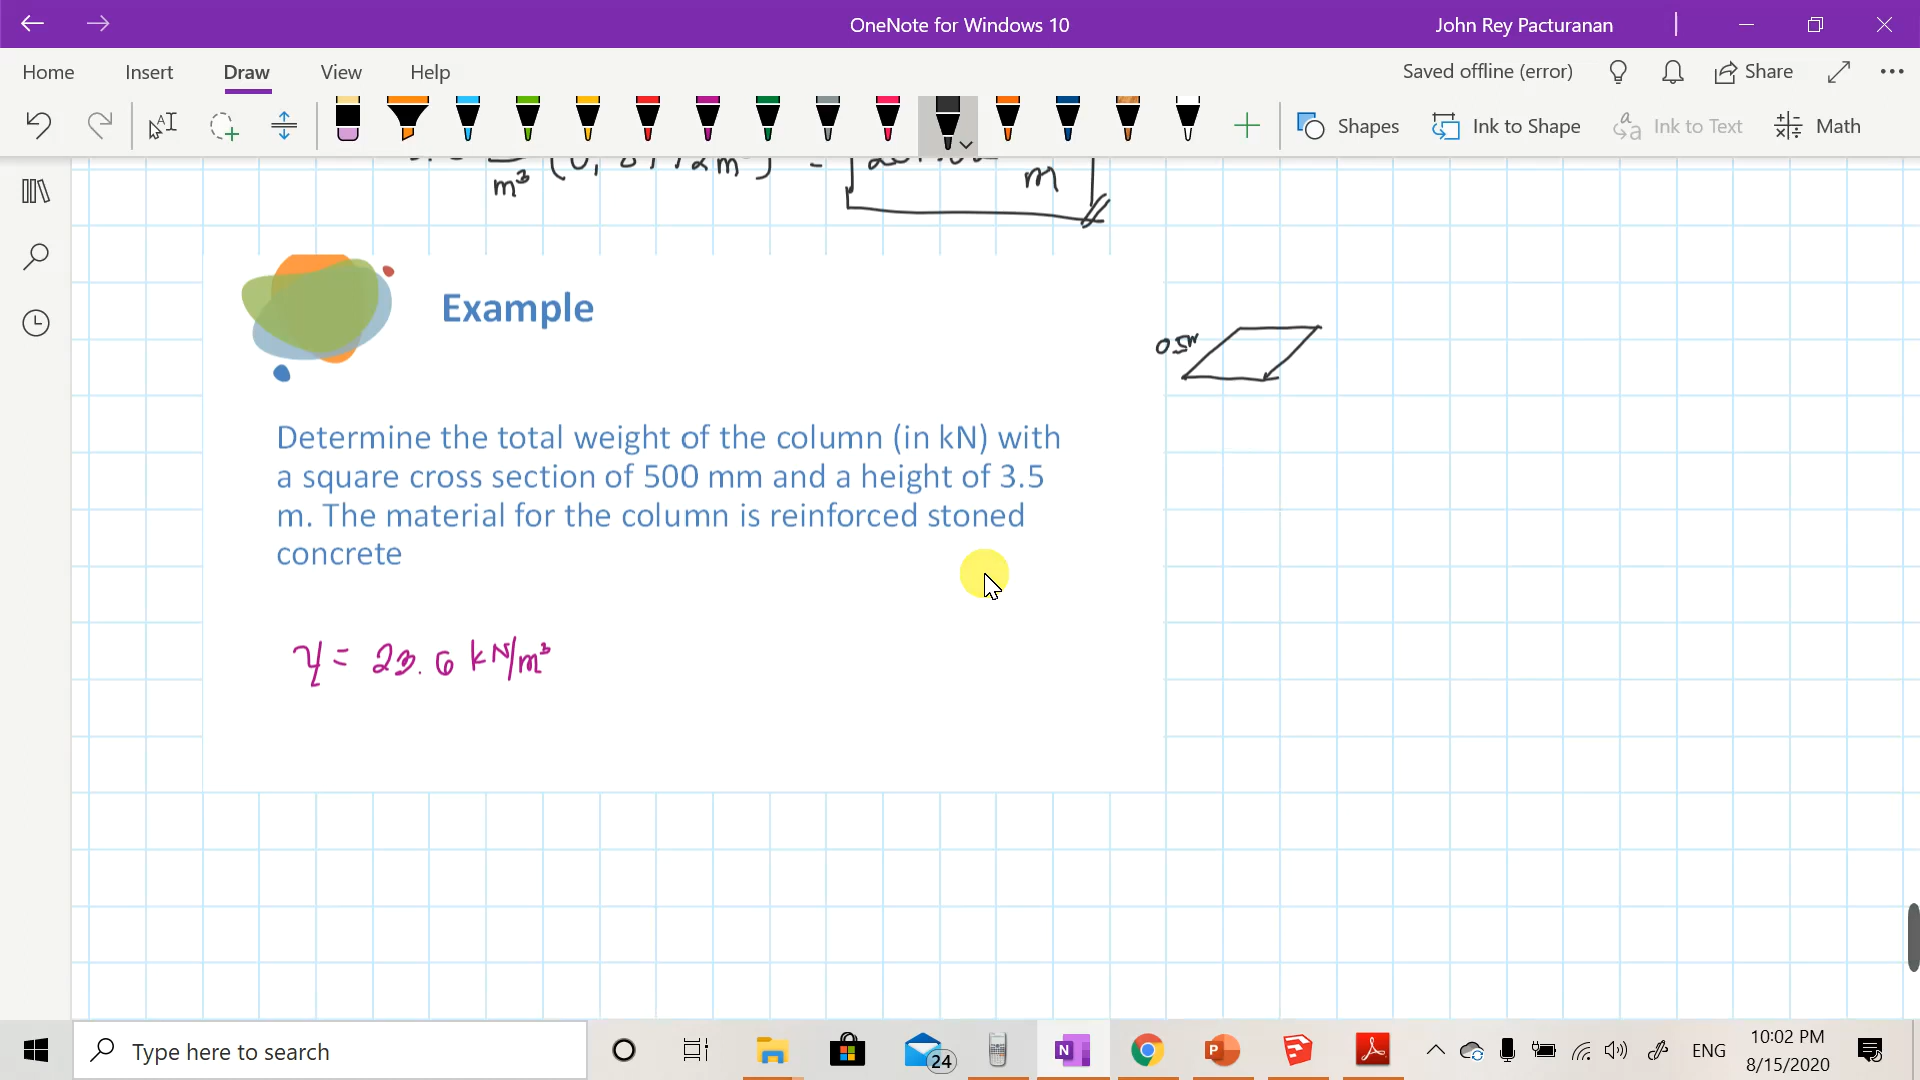 OneNote for Windows 10
John Rey Pacturanan
Home Insert Draw View Help
Saved offline (error) Share
Shapes Ink to Shape Ink to Text Math
m³
m
Example
0.5m
Determine the total weight of the column (in kN) with
a square cross section of 500 mm and a height of 3.5
m. The material for the column is reinforced stoned
concrete
γ = 23.6 kN/m³
Type here to search
24
ENG
10:02 PM
8/15/2020